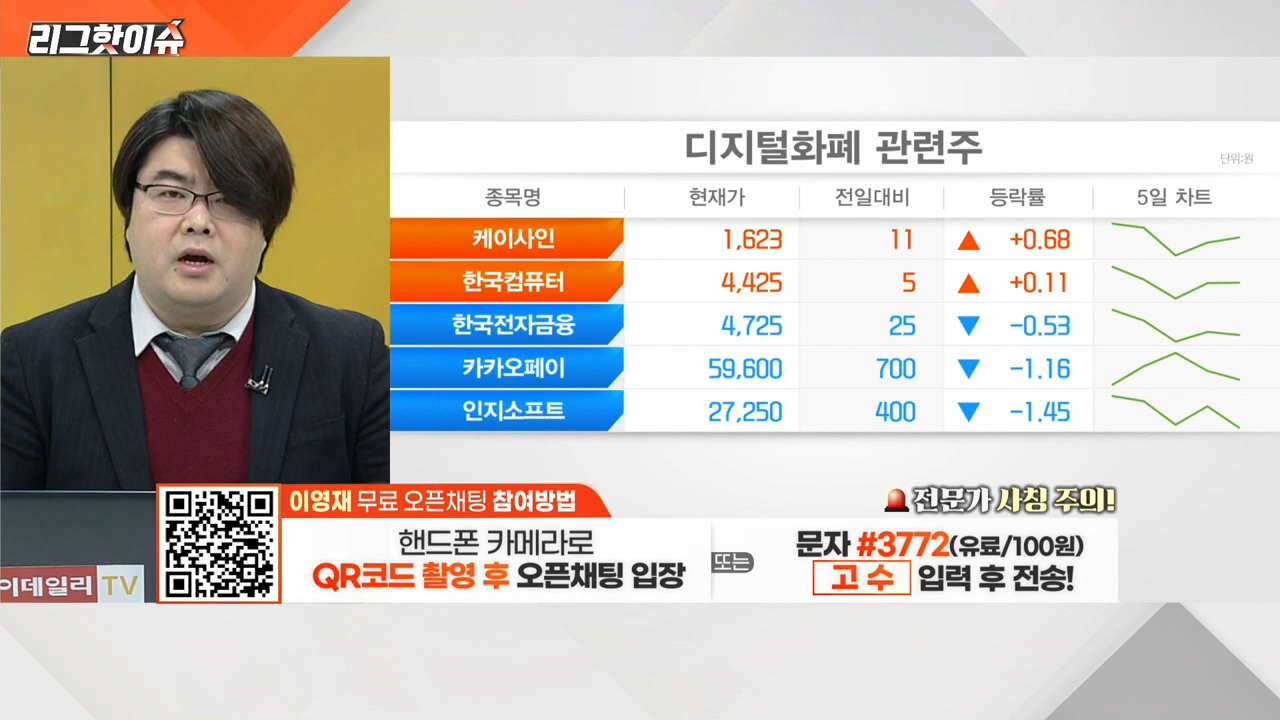 리그핫이슈
디지털화폐 관련주
단위:원
종목명 현재가 전일대비 등락률 5일 차트
케이사인 1,623 11 ▲ +0.68
한국컴퓨터 4,425 5 ▲ +0.11
한국전자금융 4,725 25 ▼ -0.53
카카오페이 59,600 700 ▼ -1.16
인지소프트 27,250 400 ▼ -1.45
이영재 무료 오픈채팅 참여방법
전문가 사칭 주의!
핸드폰 카메라로
QR코드 촬영 후 오픈채팅 입장
또는
문자 #3772(유료/100원)
고 수 입력 후 전송!
이데일리 TV